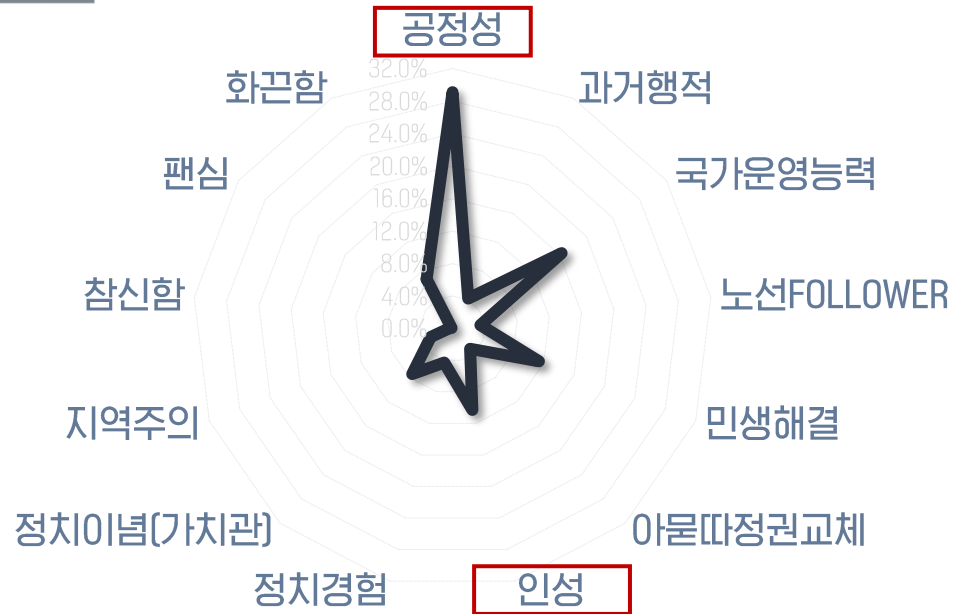 공정성
화끈함
과거행적
32.0%
28.0%
24.0%
20.0%
16.0%
12.0%
8.0%
4.0%
0.0%
팬심
국가운영능력
참신함
노선FOLLOWER
지역주의
민생해결
정치이념(가치관)
아묻따정권교체
정치경험
인성